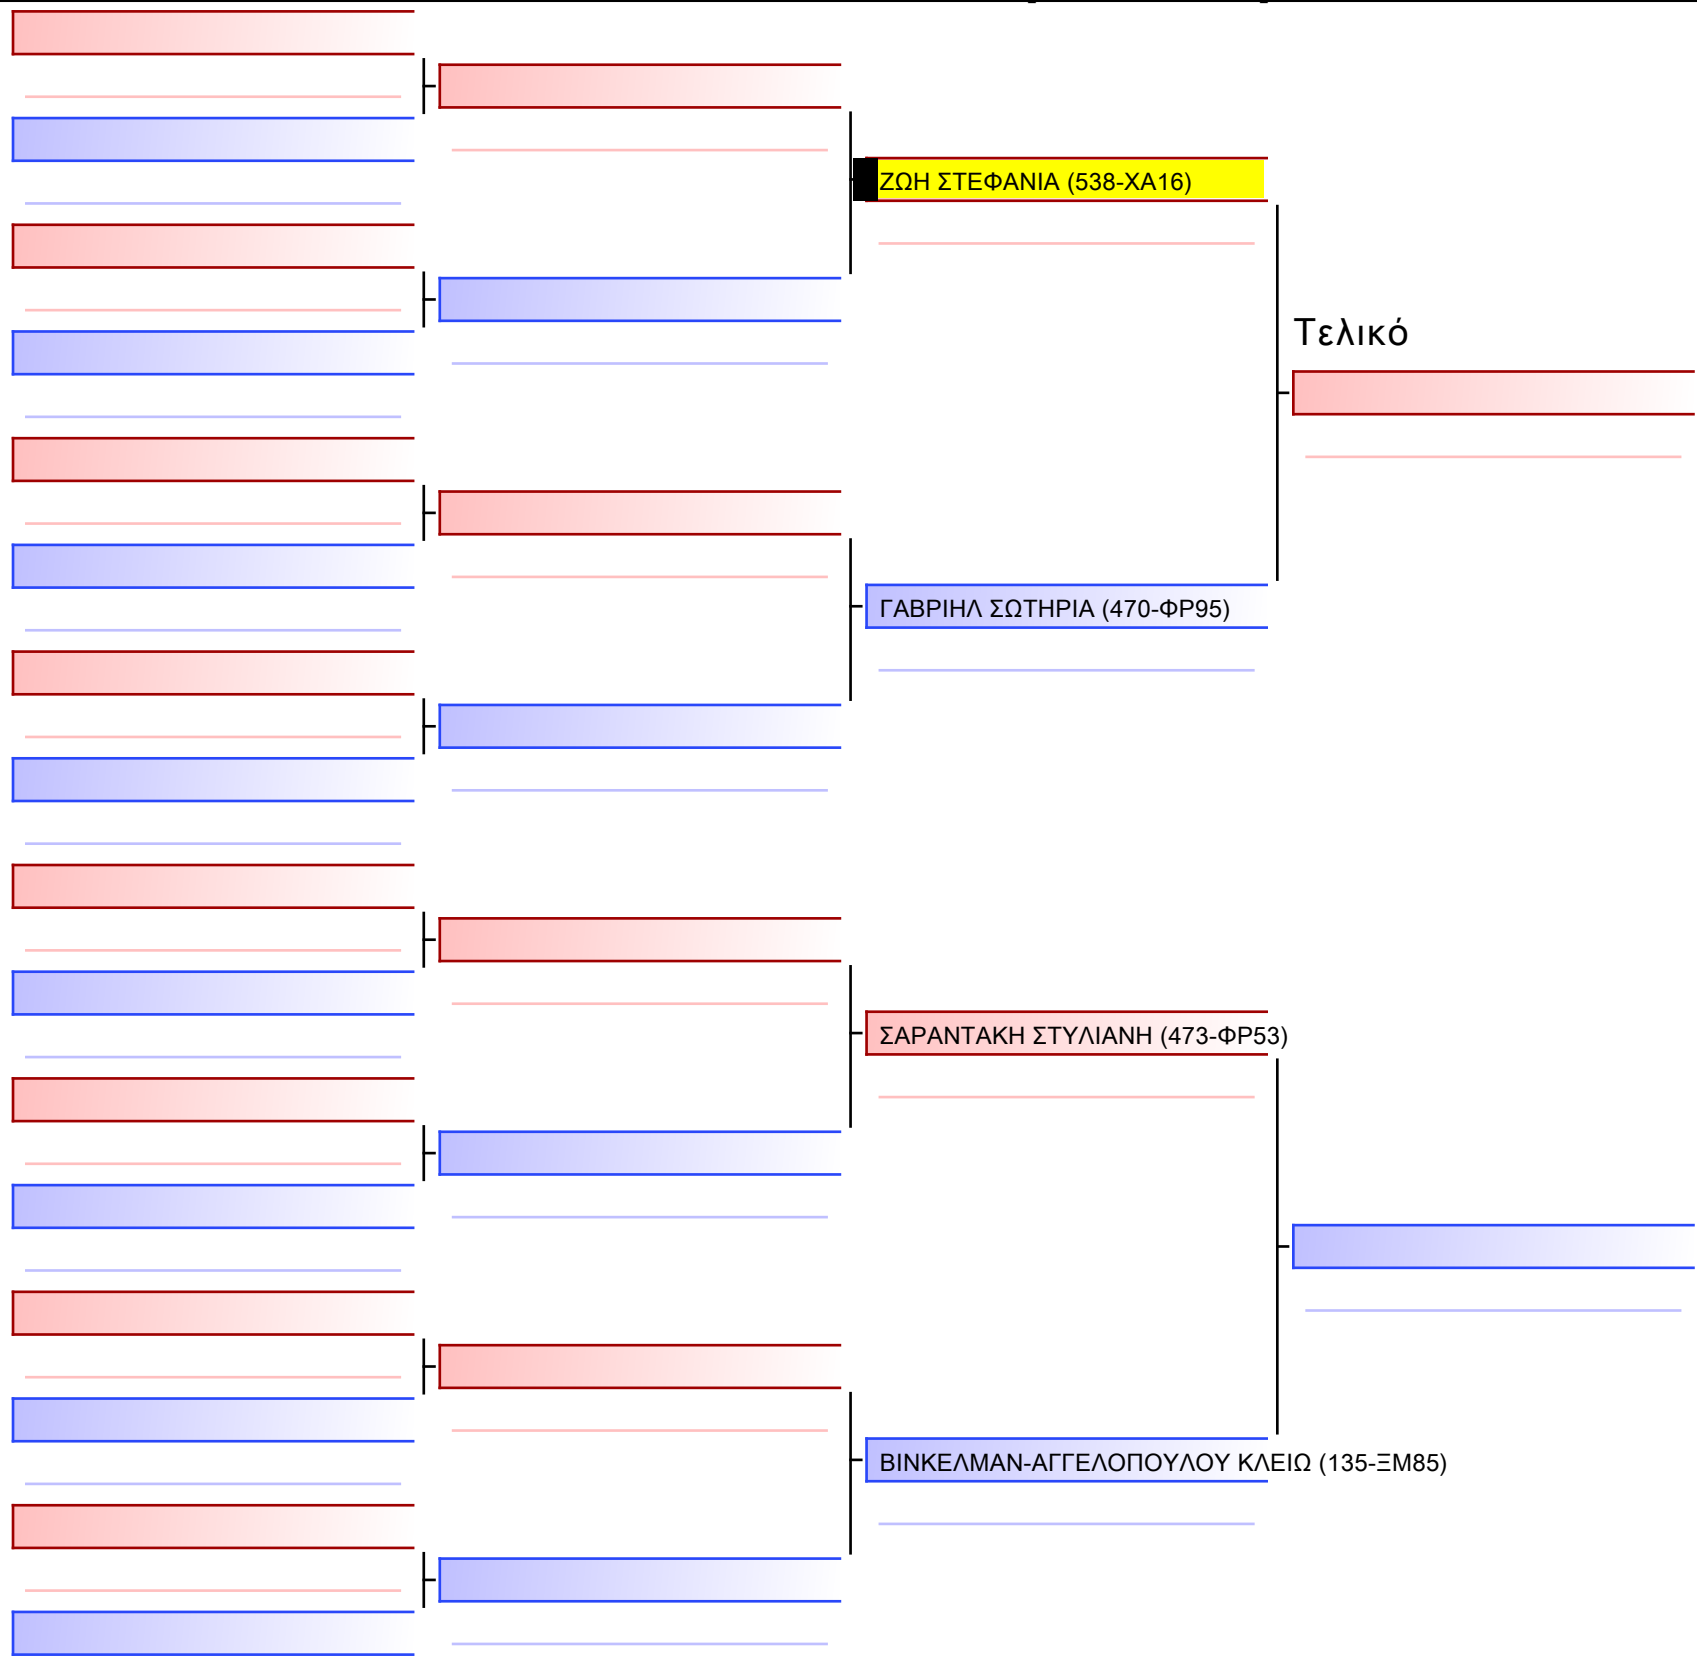 ΖΩΗ ΣΤΕΦΑΝΙΑ (538-ΧΑ16)
Τελικό
ΓΑΒΡΙΗΛ ΣΩΤΗΡΙΑ (470-ΦΡ95)
ΣΑΡΑΝΤΑΚΗ ΣΤΥΛΙΑΝΗ (473-ΦΡ53)
ΒΙΝΚΕΛΜΑΝ-ΑΓΓΕΛΟΠΟΥΛΟΥ ΚΛΕΙΩ (135-ΞΜ85)